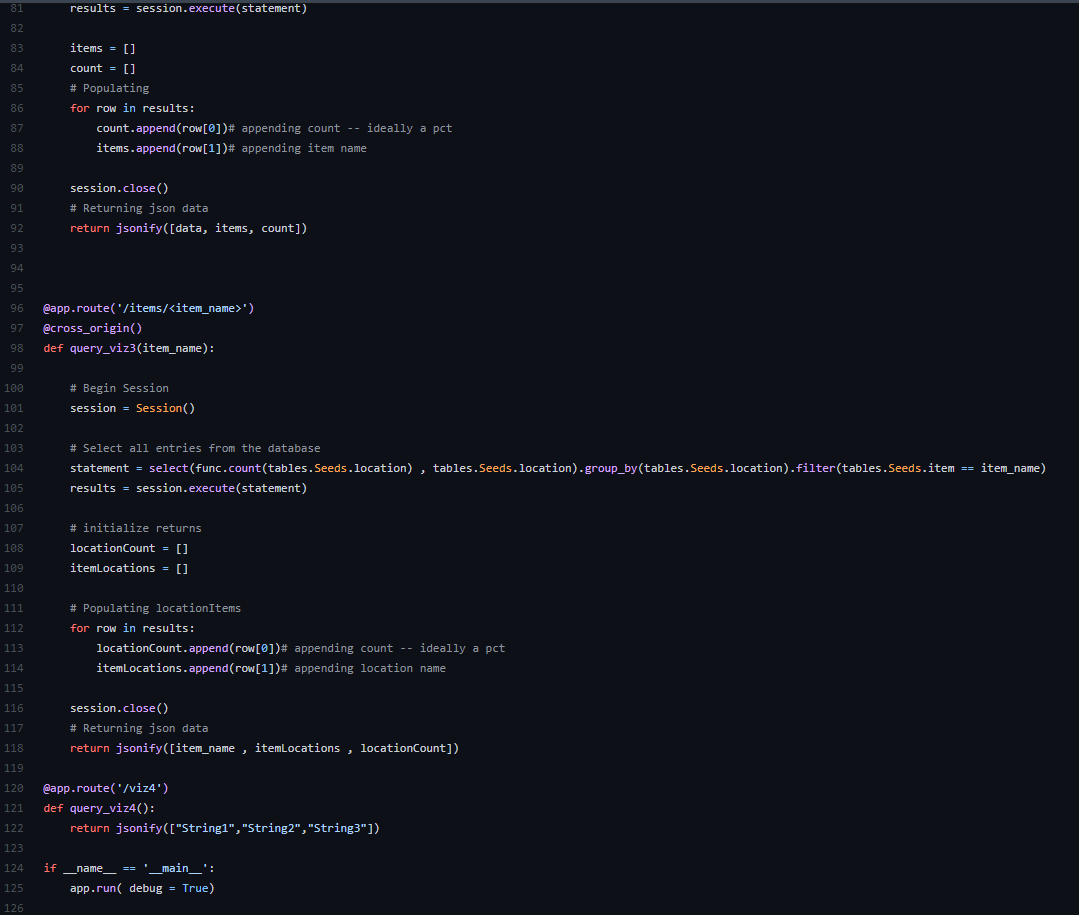 81 results = session.execute(statement)
82
83 items = []
84 count = []
85 # Populating
86 for row in results:
87 count.append(row[0])# appending count -- ideally a pct
88 items.append(row[1])# appending item name
89
90 session.close()
91 # Returning json data
92 return jsonify([data, items, count])
93
94
95
96 @app.route('/items/<item_name>')
97 @cross_origin()
98 def query_viz3(item_name):
99
100 # Begin Session
101 session = Session()
102
103 # Select all entries from the database
104 statement = select(func.count(tables.Seeds.location) , tables.Seeds.location).group_by(tables.Seeds.location).filter(tables.Seeds.item == item_name)
105 results = session.execute(statement)
106
107 # initialize returns
108 locationCount = []
109 itemLocations = []
110
111 # Populating locationItems
112 for row in results:
113 locationCount.append(row[0])# appending count -- ideally a pct
114 itemLocations.append(row[1])# appending location name
115
116 session.close()
117 # Returning json data
118 return jsonify([item_name , itemLocations , locationCount])
119
120 @app.route('/viz4')
121 def query_viz4():
122 return jsonify(["String1","String2","String3"])
123
124 if __name__ == '__main__':
125 app.run( debug = True)
126